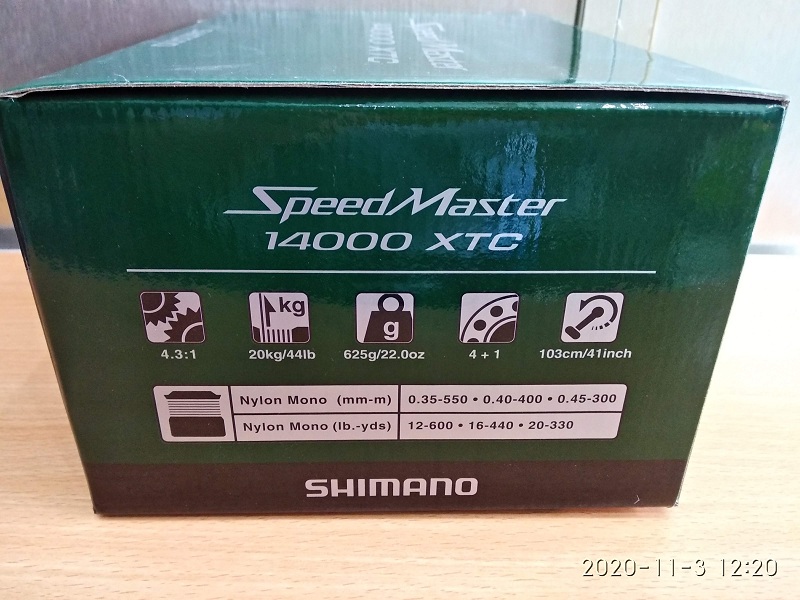 SpeedMaster
14000 XTC
kg
g
4.3:1
20kg/44lb
625g/22.0oz
4 + 1
103cm/41inch
Nylon Mono (mm-m) 0.35-550 • 0.40-400 • 0.45-300
Nylon Mono (lb.-yds) 12-600 • 16-440 • 20-330
SHIMANO
2020-11-3 12:20